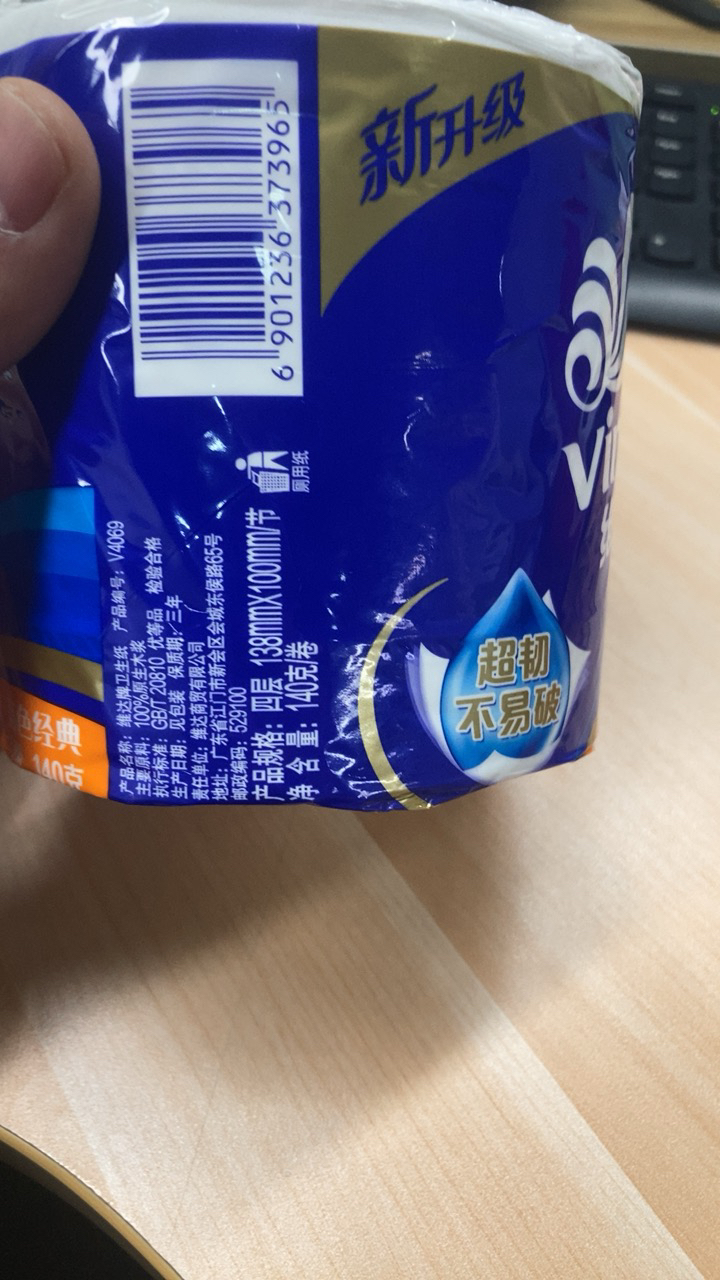 新升级
6 901236 373965
厕用纸
Vi
超韧
不易破
产品名称：维达牌卫生纸 产品编号：V4069
主要原料：100%原生木浆
执行标准：GB/T 20810 优等品 检验合格
生产日期：见包装 保质期：三年
责任单位：维达商贸有限公司
地址：广东省江门市新会区会城东侯路65号
邮政编码：529100
产品规格：四层 138mmX100mm/节
净含量：140克/卷
色经典
140克